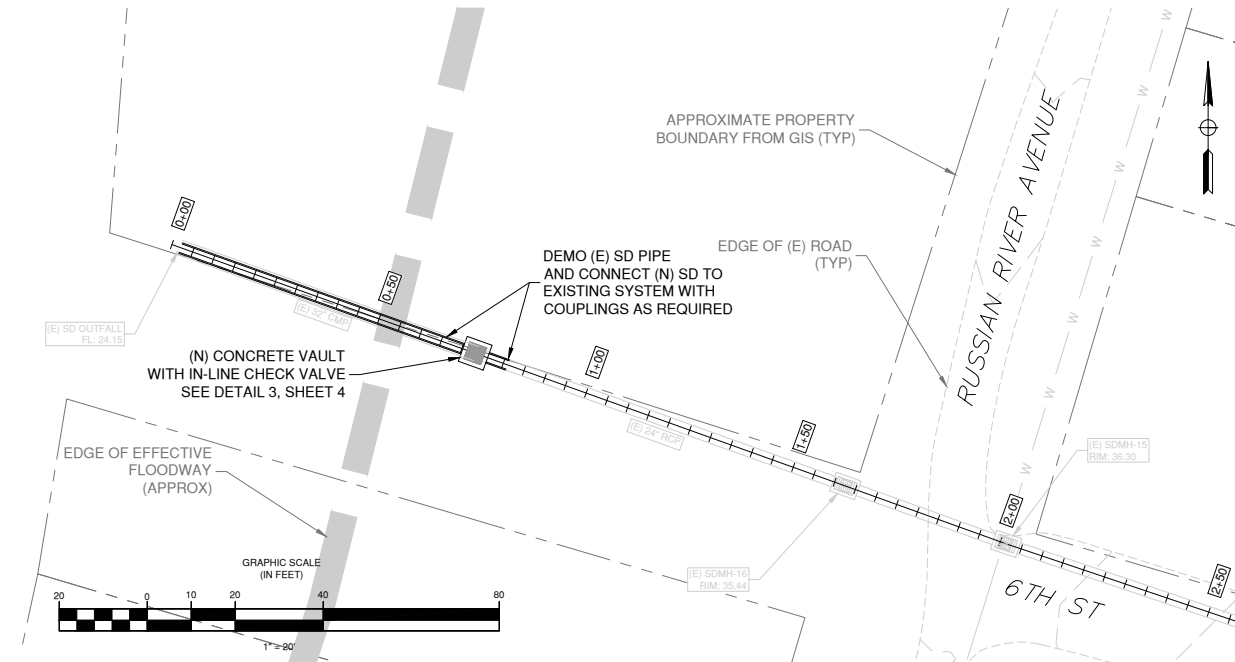 APPROXIMATE PROPERTY
BOUNDARY FROM GIS (TYP)
RUSSIAN RIVER AVENUE
W
W
W
W
W
W
W
EDGE OF (E) ROAD
(TYP)
0+00
0+50
DEMO (E) SD PIPE
AND CONNECT (N) SD TO
EXISTING SYSTEM WITH
COUPLINGS AS REQUIRED
(E) 32" CMP
(E) SD OUTFALL
FL: 24.15
(N) CONCRETE VAULT
WITH IN-LINE CHECK VALVE
SEE DETAIL 3, SHEET 4
1+00
(E) 24" RCP
1+50
(E) SDMH-15
RIM: 36.30
EDGE OF EFFECTIVE
FLOODWAY
(APPROX)
2+00
(E) SDMH-16
RIM: 35.44
2+50
6TH ST
GRAPHIC SCALE
(IN FEET)
20 0 10 20 40 80
1" = 20'